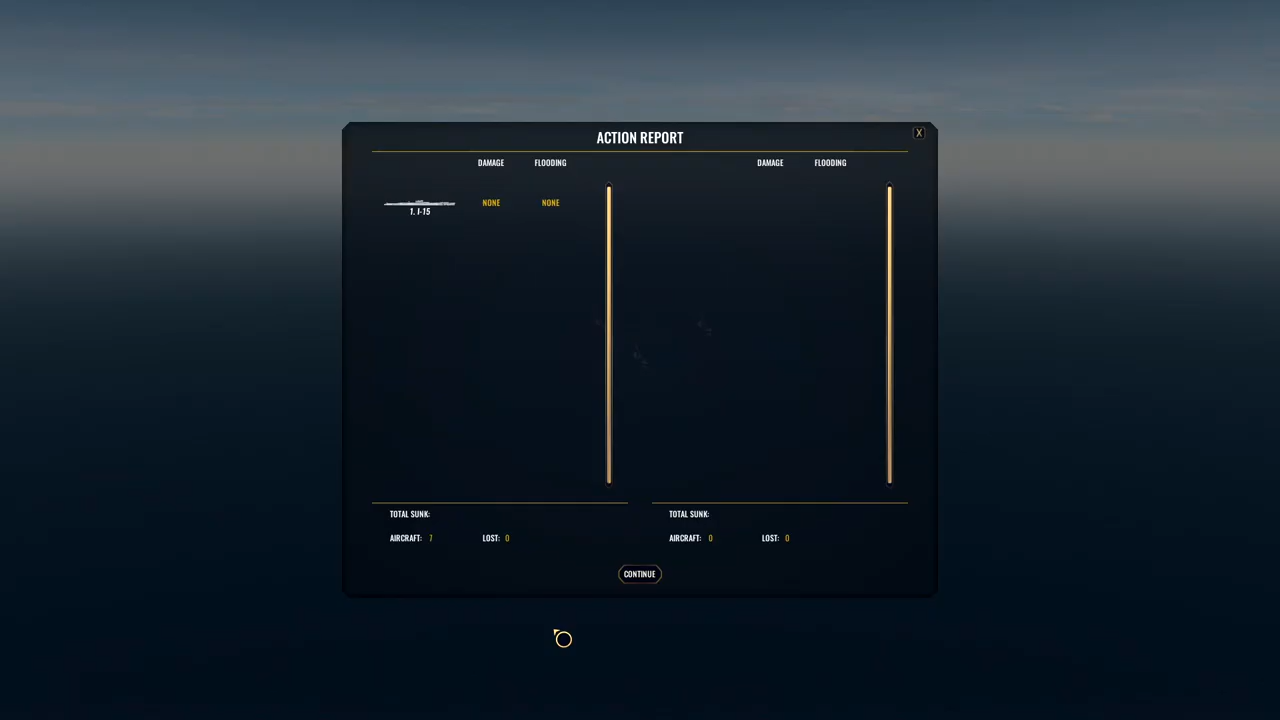 ACTION REPORT
X
DAMAGE FLOODING DAMAGE FLOODING
NONE NONE
1. I-15
TOTAL SUNK: TOTAL SUNK:
AIRCRAFT: 7 LOST: 0 AIRCRAFT: 0 LOST: 0
CONTINUE